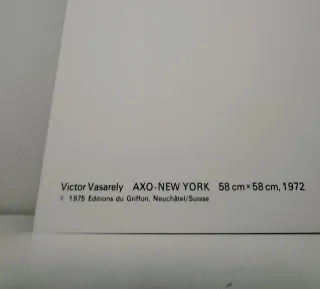 Victor Vasarely AXO-NEW YORK 58 cm × 58 cm, 1972
© 1975 Editions du Griffon, Neuchâtel/Suisse